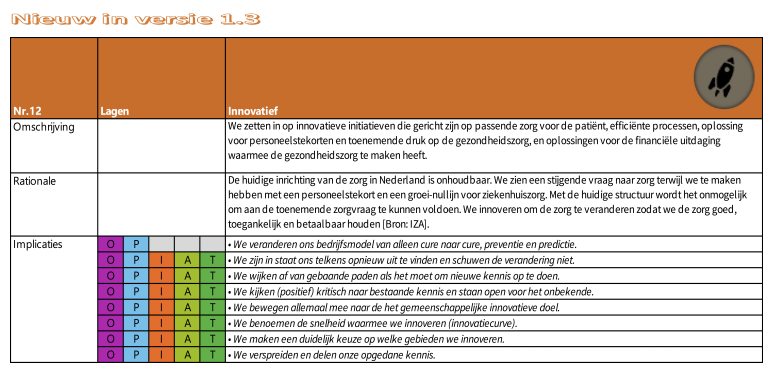 Nieuw in versie 1.3
Nr.12 Lagen Innovatief
Omschrijving We zetten in op innovatieve initiatieven die gericht zijn op passende zorg voor de patiënt, efficiënte processen, oplossing
voor personeelstekorten en toenemende druk op de gezondheidszorg, en oplossingen voor de financiële uitdaging
waarmee de gezondheidszorg te maken heeft.
Rationale De huidige inrichting van de zorg in Nederland is onhoudbaar. We zien een stijgende vraag naar zorg terwijl we te maken
hebben met een personeelstekort en een groei-nullijn voor ziekenhuiszorg. Met de huidige structuur wordt het onmogelijk
om aan de toenemende zorgvraag te kunnen voldoen. We innoveren om de zorg te veranderen zodat we de zorg goed,
toegankelijk en betaalbaar houden [Bron: IZA].
Implicaties O P • We veranderen ons bedrijfsmodel van alleen cure naar cure, preventie en predictie.
O P I A T • We zijn in staat ons telkens opnieuw uit te vinden en schuwen de verandering niet.
O P I A T • We wijken af van gebaande paden als het moet om nieuwe kennis op te doen.
O P I A T • We kijken (positief) kritisch naar bestaande kennis en staan open voor het onbekende.
O P I A T • We bewegen allemaal mee naar de het gemeenschappelijke innovatieve doel.
O P I A T • We benoemen de snelheid waarmee we innoveren (innovatiecurve).
O P I A T • We maken een duidelijk keuze op welke gebieden we innoveren.
O P I A T • We verspreiden en delen onze opgedane kennis.